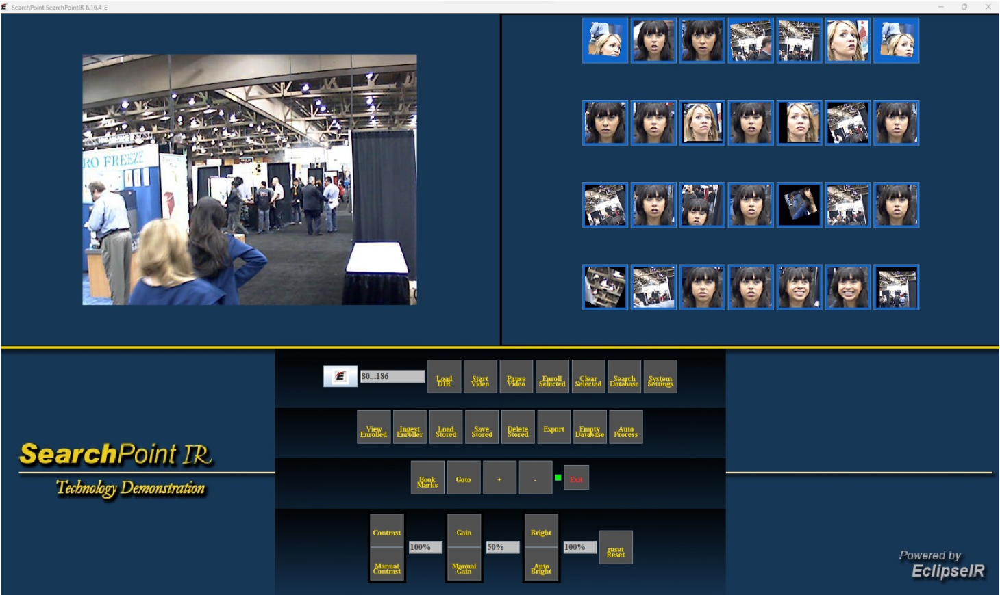 SearchPoint SearchPointIR 6.16.4-E
RO FREEZE
80...186
Load
DIR
Start
Video
Pause
Video
Enroll
Selected
Clear
Selected
Search
Database
System
Settings
View
Enrolled
Ingest
Enroller
Load
Stored
Save
Stored
Delete
Stored
Export
Empty
Database
Auto
Process
Book
Marks
Goto
+
-
Exit
SearchPoint IR
Technology Demonstration
Contrast
Manual
Contrast
100%
Gain
Manual
Gain
50%
Bright
Auto
Bright
100%
reset
Reset
Powered by
EclipseIR